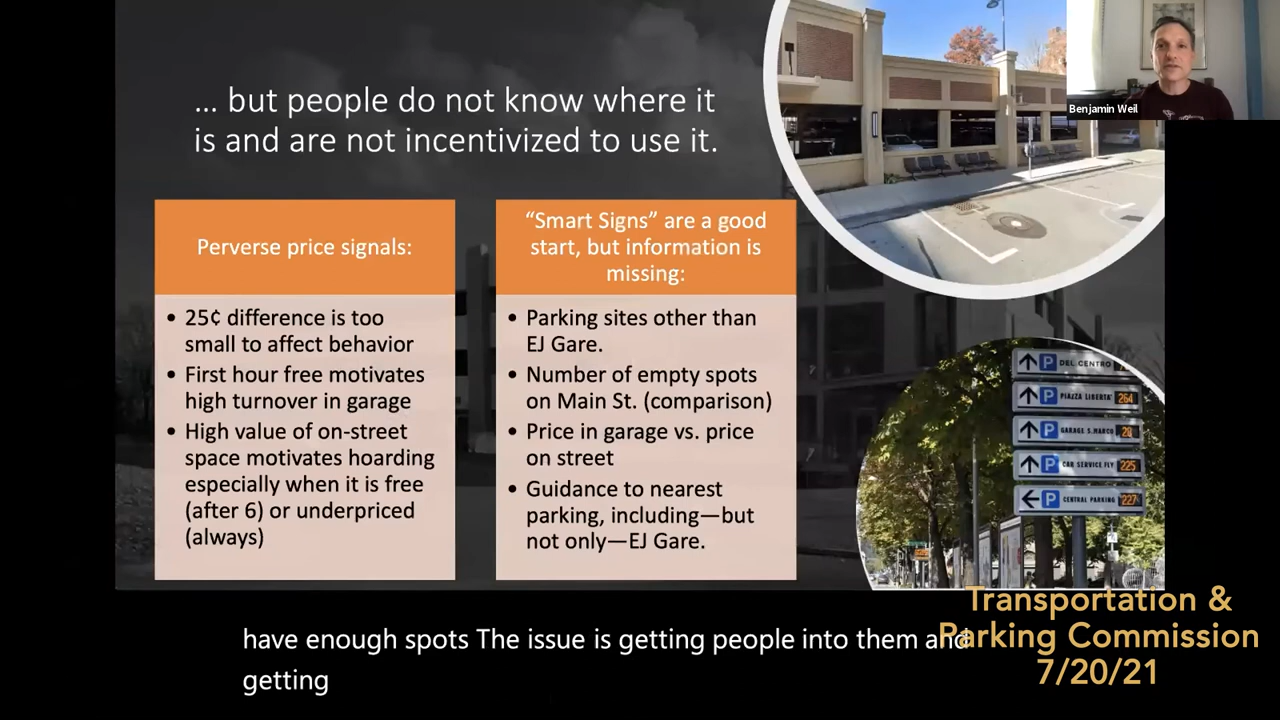 ... but people do not know where it
is and are not incentivized to use it.
Benjamin Weil
Perverse price signals:
• 25¢ difference is too
small to affect behavior
• First hour free motivates
high turnover in garage
• High value of on-street
space motivates hoarding
especially when it is free
(after 6) or underpriced
(always)
“Smart Signs” are a good
start, but information is
missing:
• Parking sites other than
EJ Gare.
• Number of empty spots
on Main St. (comparison)
• Price in garage vs. price
on street
• Guidance to nearest
parking, including—but
not only—EJ Gare.
P DEL CENTRO
P PIAZZA LIBERTA' 264
P GARAGE S.MARCO
P CAR SERVICE FLY 225
P CENTRAL PARKING 227
have enough spots The issue is getting people into them and
getting
Transportation &
Parking Commission
7/20/21